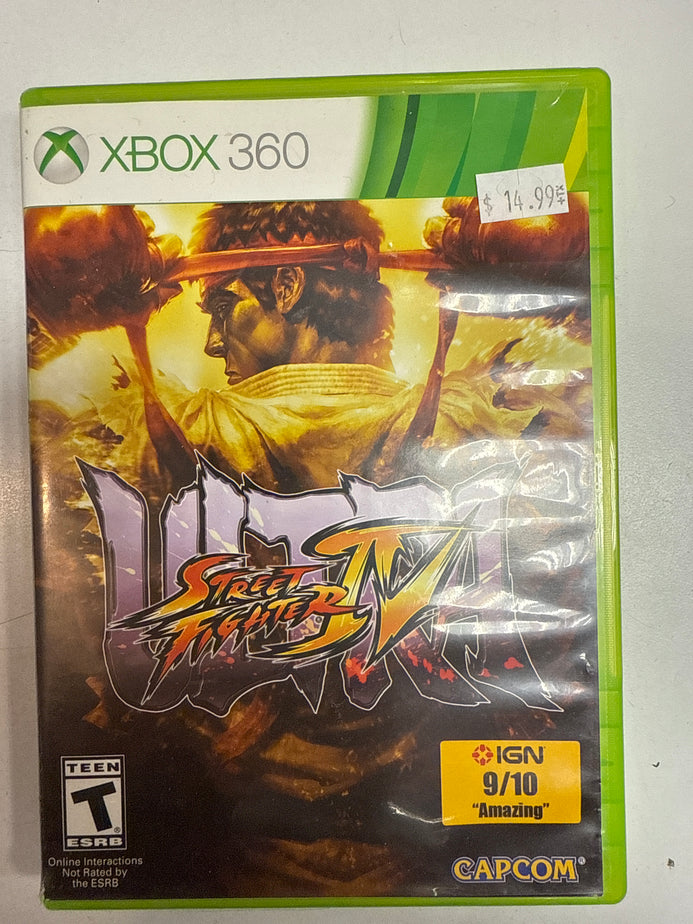 XBOX 360
$ 14.99
ULTRA
STREET
FIGHTER IV
TEEN
T
ESRB
Online Interactions
Not Rated by
the ESRB
IGN
9/10
"Amazing"
CAPCOM